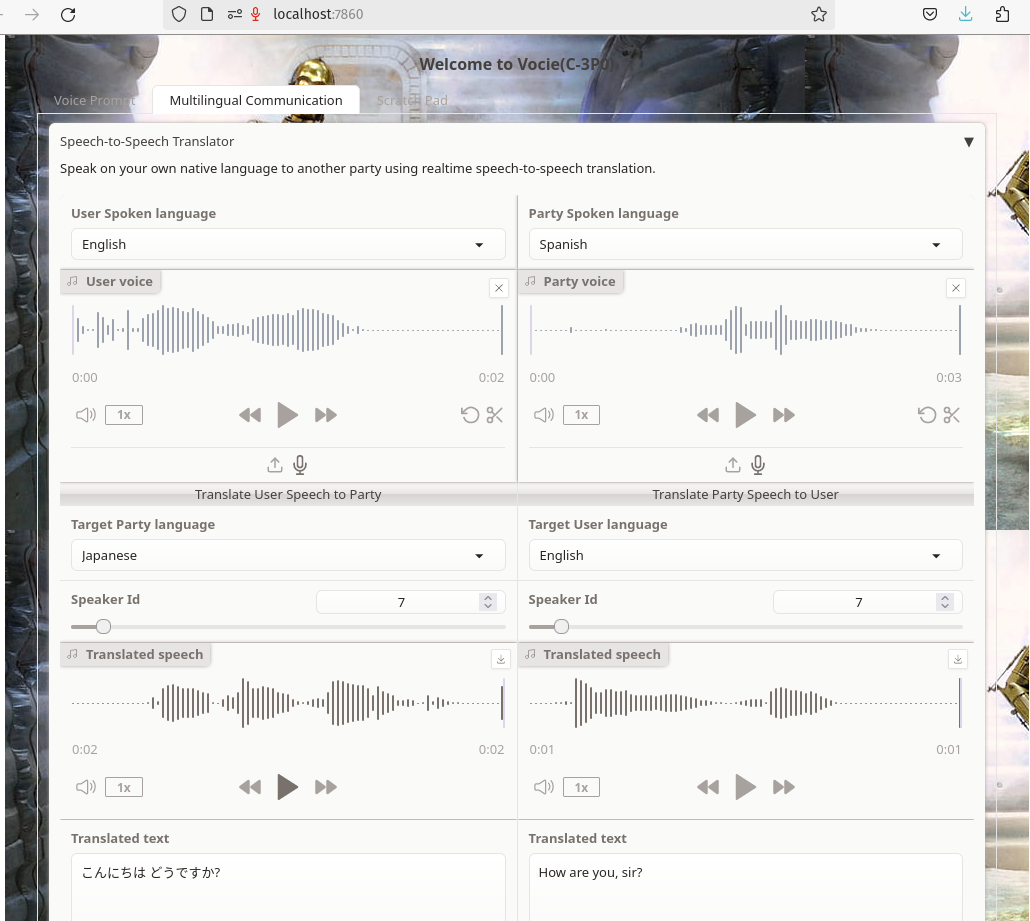 localhost:7860
Welcome to Vocie(C-3PO)
Voice Prompt
Multilingual Communication
Scratch Pad
Speech-to-Speech Translator
Speak on your own native language to another party using realtime speech-to-speech translation.
User Spoken language
Party Spoken language
English
Spanish
User voice
Party voice
0:00
0:02
0:00
0:03
1x
1x
Translate User Speech to Party
Translate Party Speech to User
Target Party language
Target User language
Japanese
English
Speaker Id
7
Speaker Id
7
Translated speech
Translated speech
0:02
0:02
0:01
0:01
1x
1x
Translated text
Translated text
こんにちは どうですか?
How are you, sir?